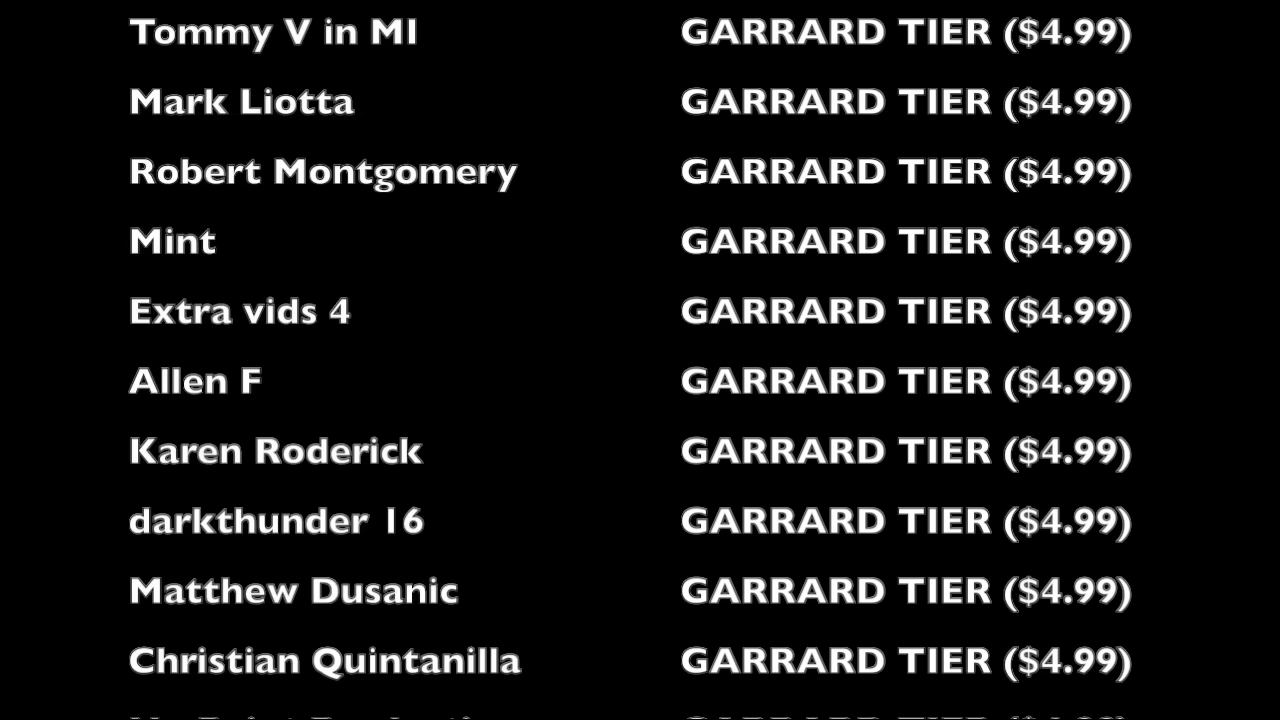 Tommy V in MI GARRARD TIER ($4.99)
Mark Liotta GARRARD TIER ($4.99)
Robert Montgomery GARRARD TIER ($4.99)
Mint GARRARD TIER ($4.99)
Extra vids 4 GARRARD TIER ($4.99)
Allen F GARRARD TIER ($4.99)
Karen Roderick GARRARD TIER ($4.99)
darkthunder 16 GARRARD TIER ($4.99)
Matthew Dusanic GARRARD TIER ($4.99)
Christian Quintanilla GARRARD TIER ($4.99)